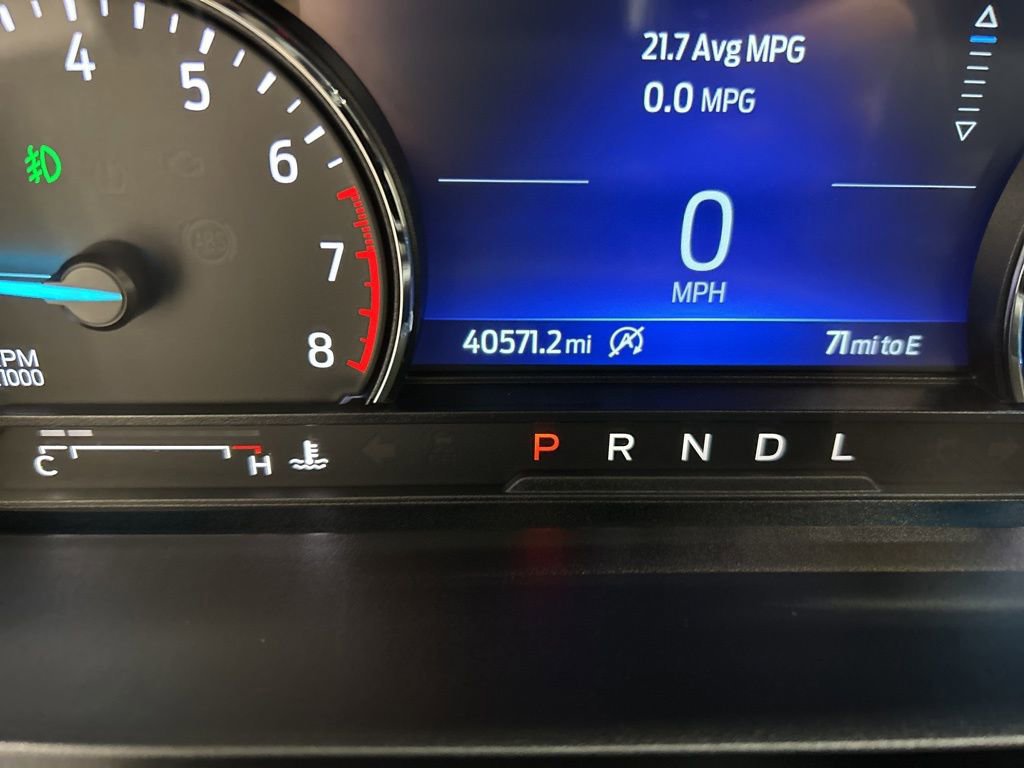 4
5
6
7
8
PM
1000
21.7 Avg MPG
0.0 MPG
0
MPH
40571.2 mi
71 mi to E
C H
P R N D L